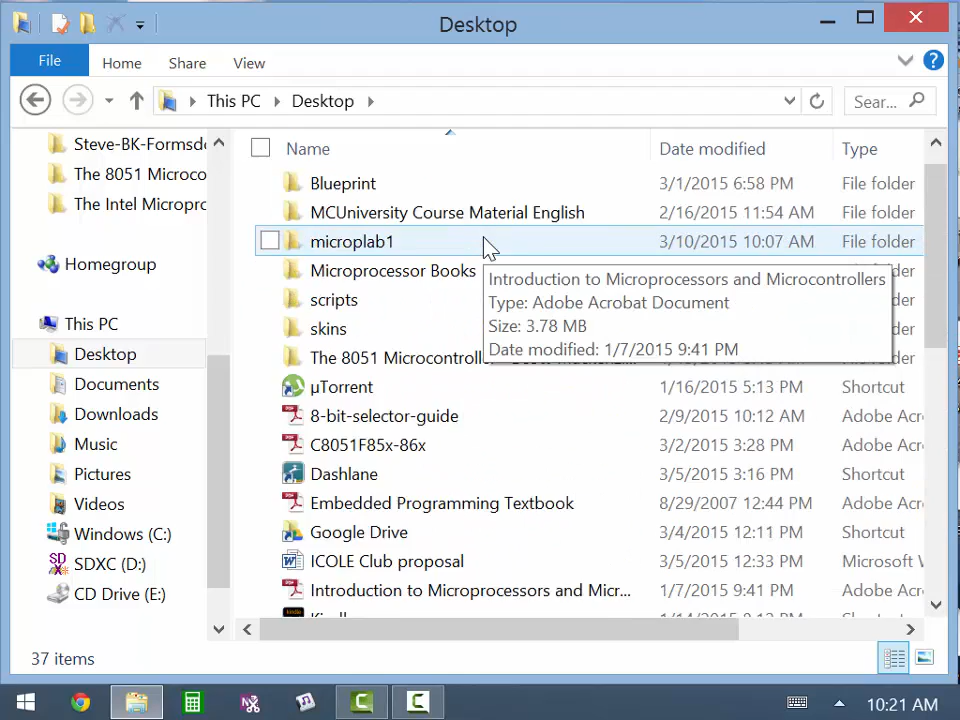 Desktop
File Home Share View
This PC Desktop Sear...
Steve-BK-Formsd
The 8051 Microco
The Intel Micropro
Homegroup
This PC
Desktop
Documents
Downloads
Music
Pictures
Videos
Windows (C:)
SDXC (D:)
CD Drive (E:)
Name Date modified Type
Blueprint 3/1/2015 6:58 PM File folder
MCUniversity Course Material English 2/16/2015 11:54 AM File folder
microplab1 3/10/2015 10:07 AM File folder
Microprocessor Books
scripts
skins
The 8051 Microcontroll
µTorrent 1/16/2015 5:13 PM Shortcut
8-bit-selector-guide 2/9/2015 10:12 AM Adobe Acr
C8051F85x-86x 3/2/2015 3:28 PM Adobe Acr
Dashlane 3/5/2015 3:16 PM Shortcut
Embedded Programming Textbook 8/29/2007 12:44 PM Adobe Acr
Google Drive 3/4/2015 12:11 PM Shortcut
ICOLE Club proposal 3/5/2015 12:33 PM Microsoft W
Introduction to Microprocessors and Micr... 1/7/2015 9:41 PM Adobe Acr
Introduction to Microprocessors and Microcontrollers
Type: Adobe Acrobat Document
Size: 3.78 MB
Date modified: 1/7/2015 9:41 PM
37 items
10:21 AM